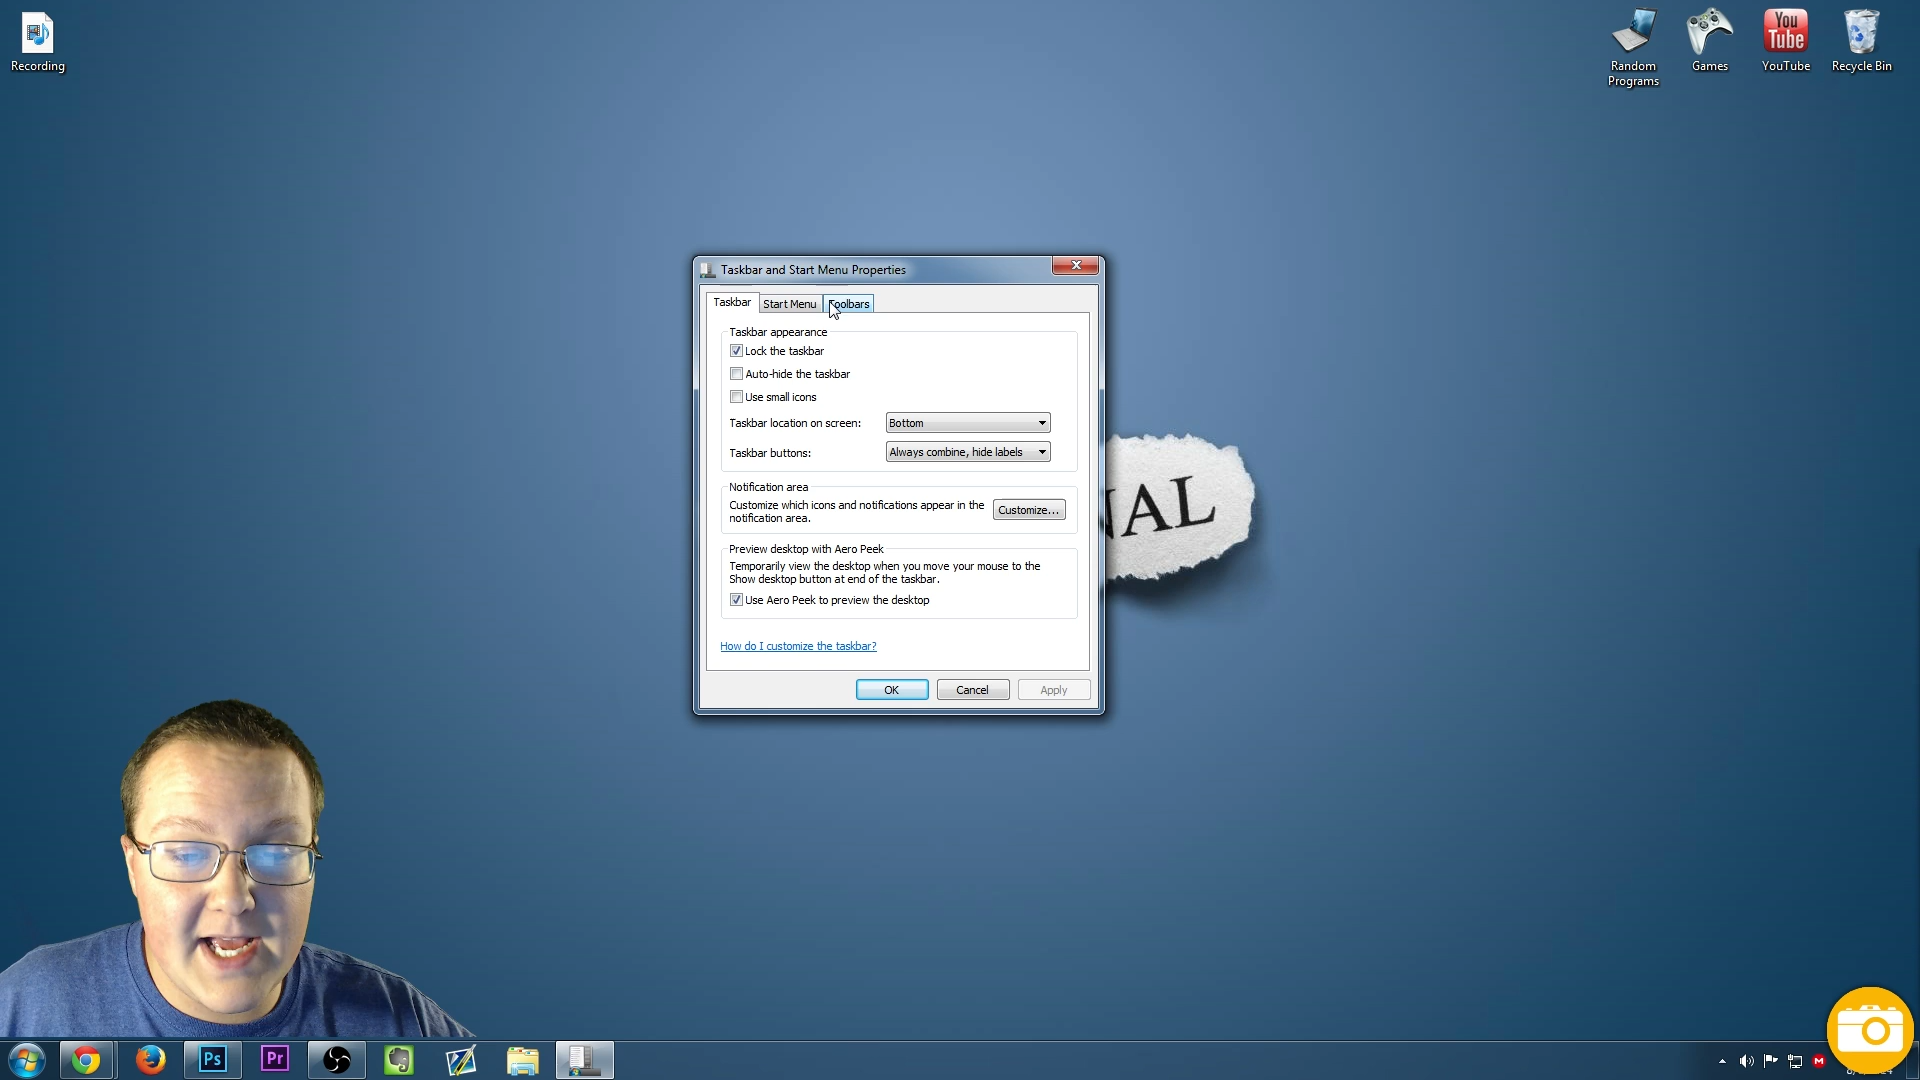 Recording
Random
Programs
Games
You
Tube
YouTube
Recycle Bin
Taskbar and Start Menu Properties
Taskbar
Start Menu
Toolbars
Taskbar appearance
Lock the taskbar
Auto-hide the taskbar
Use small icons
Taskbar location on screen:
Bottom
Taskbar buttons:
Always combine, hide labels
Notification area
Customize which icons and notifications appear in the
notification area.
Customize...
Preview desktop with Aero Peek
Temporarily view the desktop when you move your mouse to the
Show desktop button at end of the taskbar.
Use Aero Peek to preview the desktop
How do I customize the taskbar?
OK
Cancel
Apply
NAL
Ps
Pr
M